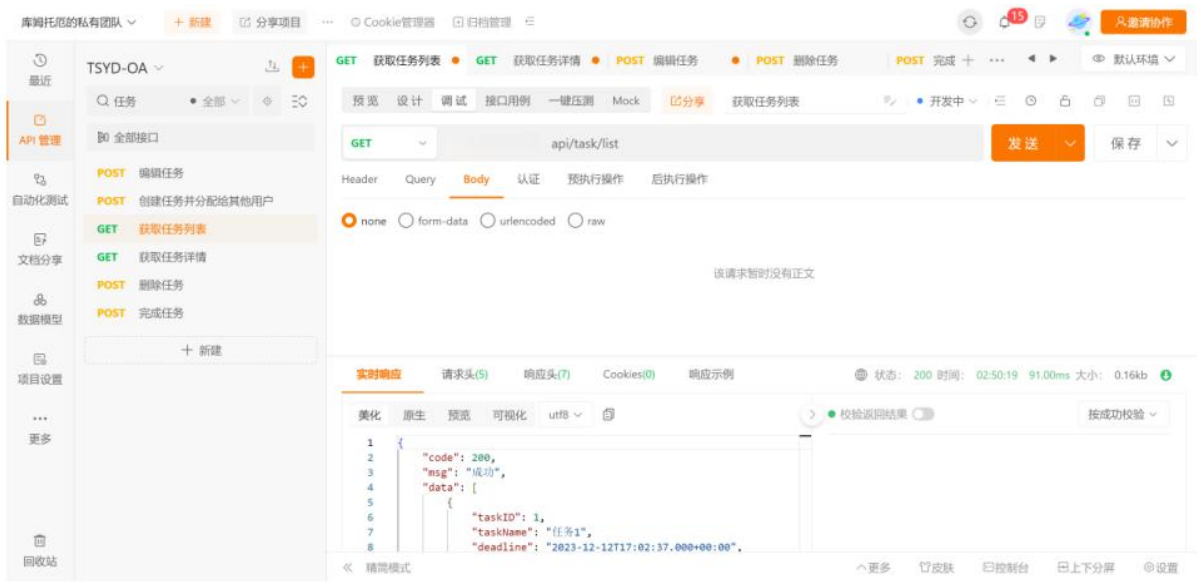 库姆托厄的私有团队 + 新建 分享项目 ··· Cookie管理器 归档管理 15 邀请协作
最近
API 管理
自动化测试
文档分享
数据模型
项目设置
更多
回收站
TSYD-OA
任务 全部
全部接口
POST 编辑任务
POST 创建任务并分配给其他用户
GET 获取任务列表
GET 获取任务详情
POST 删除任务
POST 完成任务
+ 新建
GET 获取任务列表 GET 获取任务详情 POST 编辑任务 POST 删除任务 POST 完成 + ··· 默认环境
预览 设计 调试 接口用例 一键压测 Mock 分享 获取任务列表 开发中
GET api/task/list 发送 保存
Header Query Body 认证 预执行操作 后执行操作
none form-data urlencoded raw
该请求暂时没有正文
实时响应 请求头(5) 响应头(7) Cookies(0) 响应示例 状态: 200 时间: 02:50:19 91.00ms 大小: 0.16kb
美化 原生 预览 可视化 utf8 校验返回结果 按成功校验
1 {
2 "code": 200,
3 "msg": "成功",
4 "data": [
5 {
6 "taskID": 1,
7 "taskName": "任务1",
8 "deadline": "2023-12-12T17:02:37.000+00:00",
精简模式 更多 皮肤 控制台 上下分屏 设置